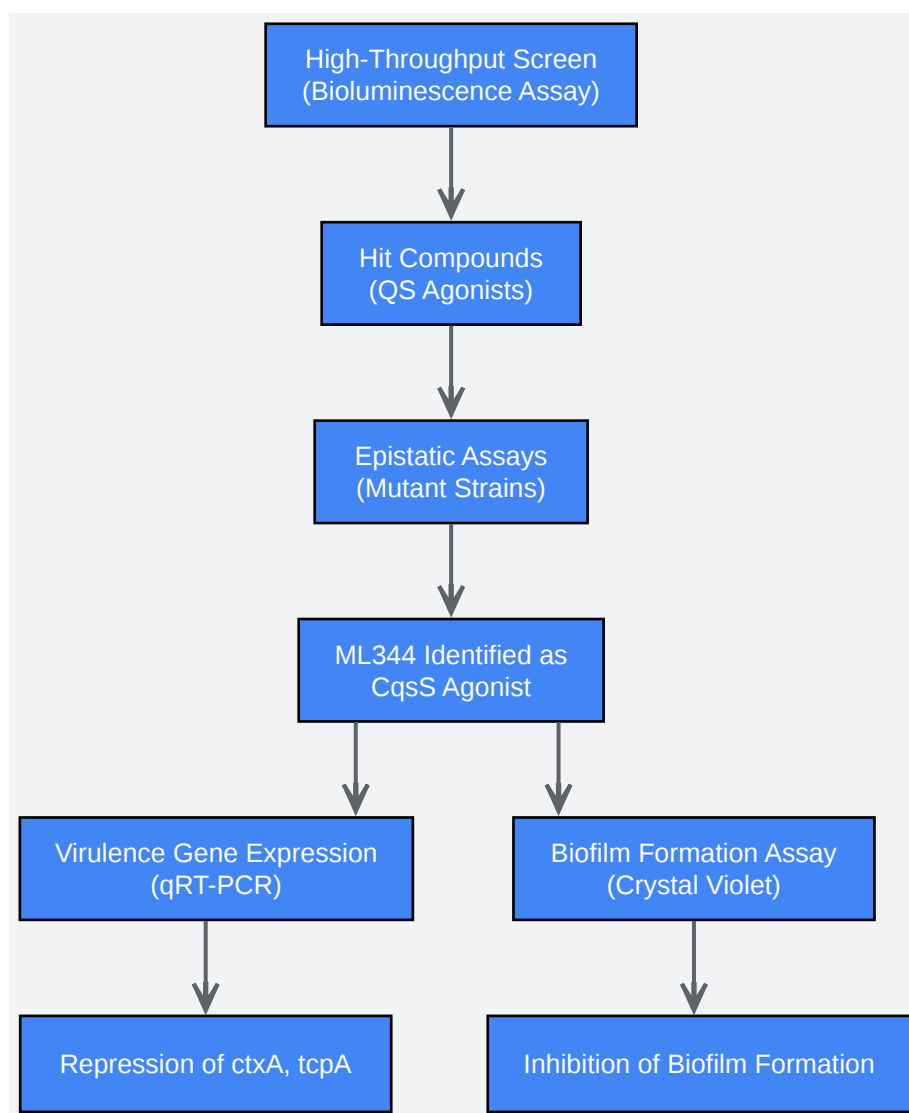 High-Throughput Screen
(Bioluminescence Assay)
Hit Compounds
(QS Agonists)
Epistatic Assays
(Mutant Strains)
ML344 Identified as
CqsS Agonist
Virulence Gene Expression
(qRT-PCR)
Biofilm Formation Assay
(Crystal Violet)
Repression of ctxA, tcpA
Inhibition of Biofilm Formation